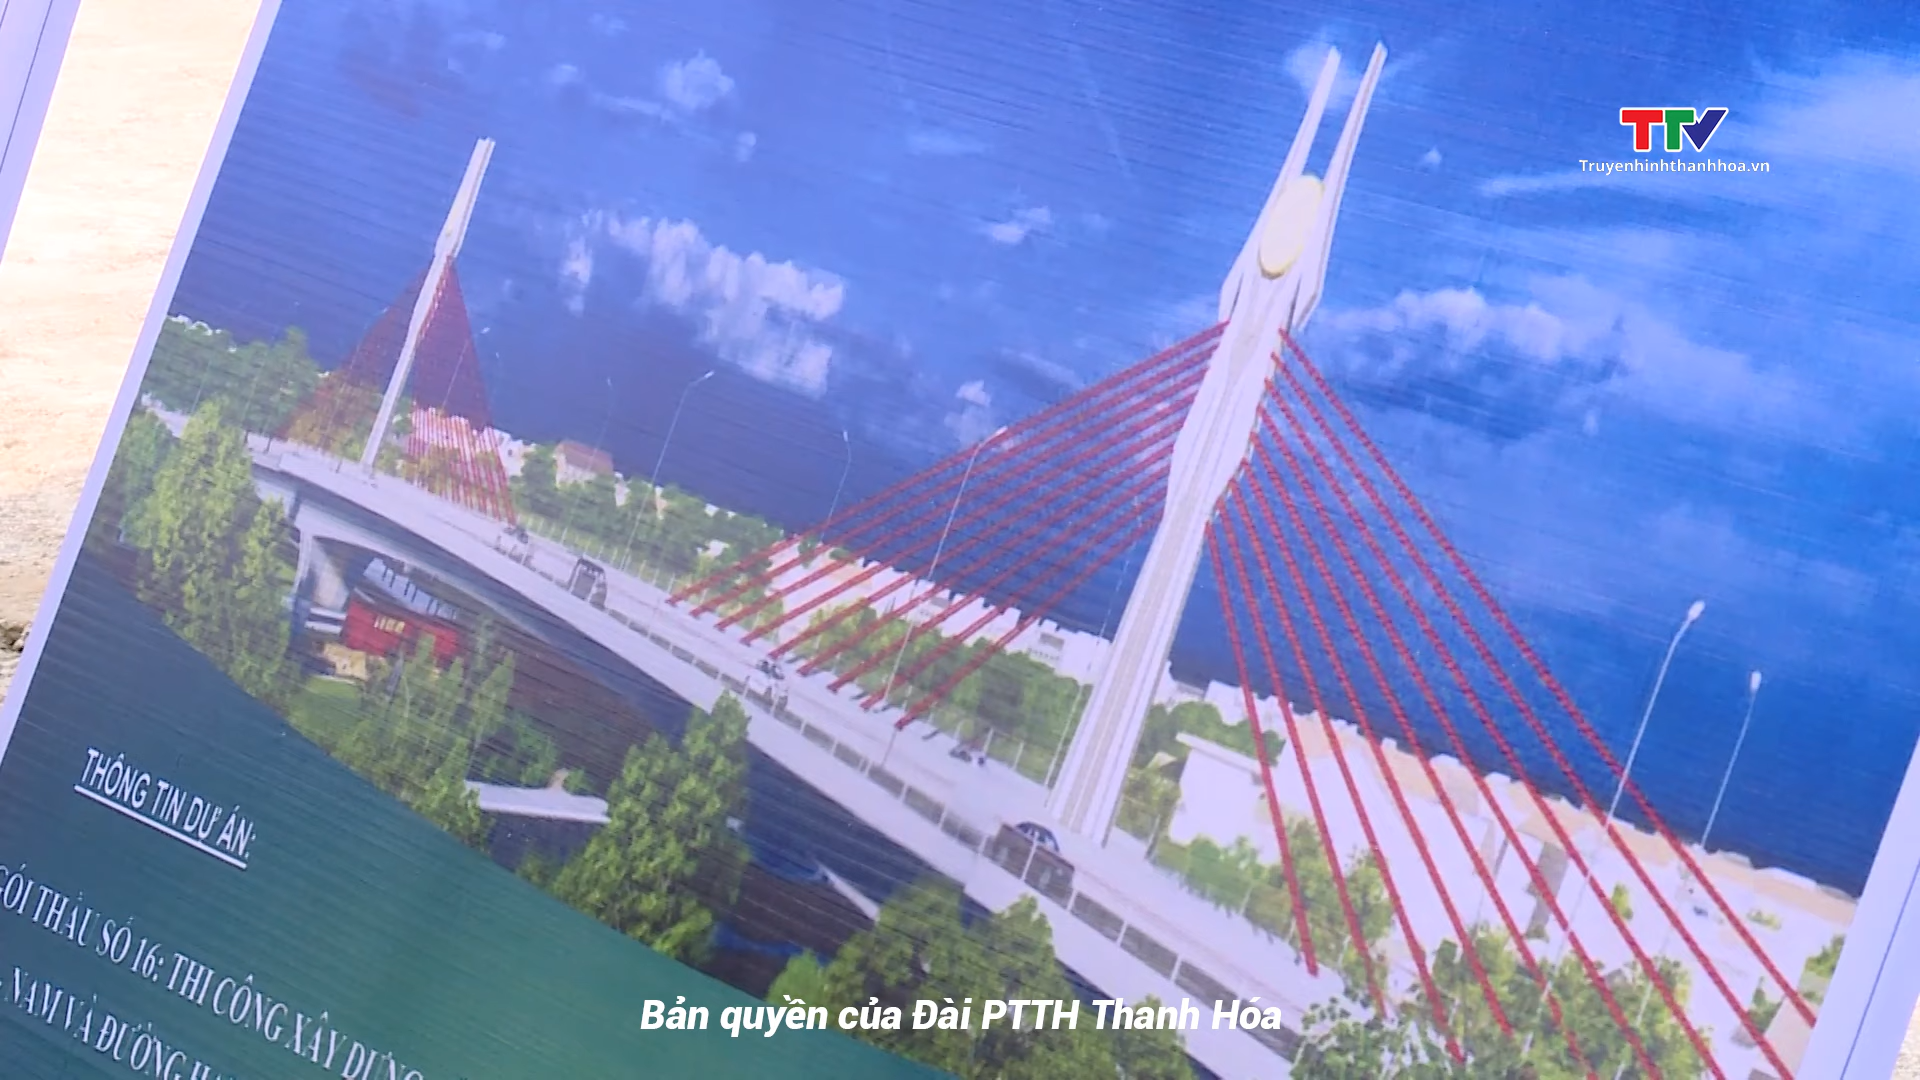 TTV
Truyenhinhthanhhoa.vn
THÔNG TIN DỰ ÁN:
GÓI THẦU SỐ 16: THI CÔNG XÂY DỰNG
NAM VÀ ĐƯỜNG
Bản quyền của Đài PTTH Thanh Hóa